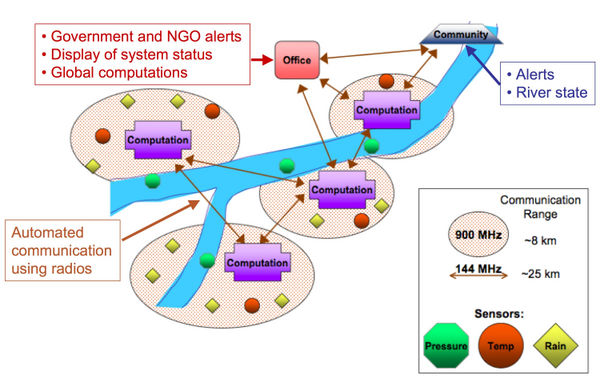 • Government and NGO alerts
• Display of system status
• Global computations
Office
Community
• Alerts
• River state
Computation
Computation
Computation
Computation
Automated
communication
using radios
Communication
Range
900 MHz
~8 km
144 MHz
~25 km
Sensors:
Pressure
Temp
Rain